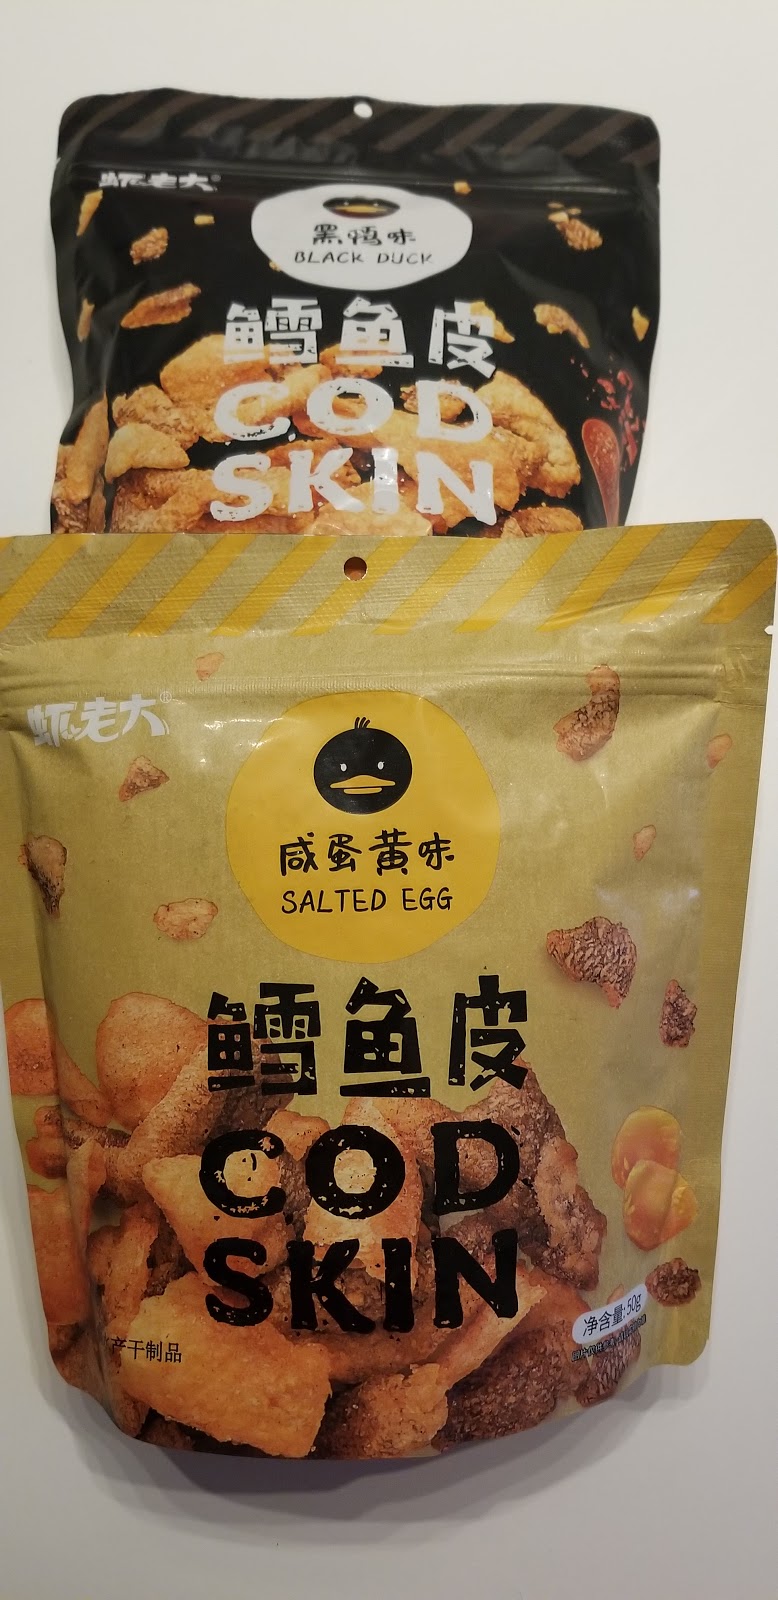 虾老大®
黑鸭味
BLACK DUCK
鳕鱼皮
COD
SKIN
虾老大®
咸蛋黄味
SALTED EGG
鳕鱼皮
COD
SKIN
净含量:50g
产干制品